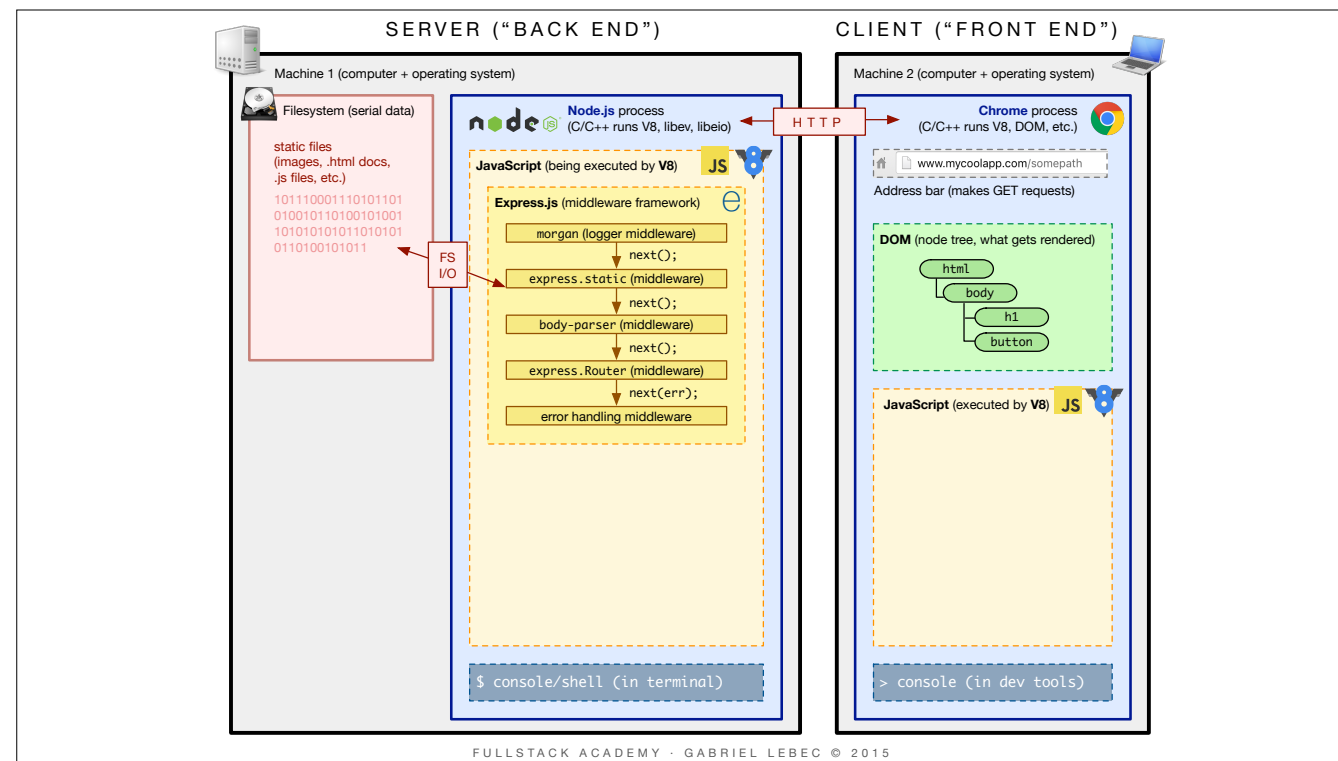 SERVER (“BACK END”)
CLIENT (“FRONT END”)
Machine 1 (computer + operating system)
Filesystem (serial data)
static files
(images, .html docs,
.js files, etc.)
101110001110101101
010010110100101001
101010101011010101
0110100101011
FS
I/O
node JS
Node.js process
(C/C++ runs V8, libev, libeio)
JavaScript (being executed by V8)
JS
8
Express.js (middleware framework)
e
morgan (logger middleware)
next();
express.static (middleware)
next();
body-parser (middleware)
next();
express.Router (middleware)
next(err);
error handling middleware
$ console/shell (in terminal)
HTTP
Machine 2 (computer + operating system)
Chrome process
(C/C++ runs V8, DOM, etc.)
www.mycoolapp.com/somepath
Address bar (makes GET requests)
DOM (node tree, what gets rendered)
html
body
h1
button
JavaScript (executed by V8)
JS
8
> console (in dev tools)
FULLSTACK ACADEMY · GABRIEL LEBEC © 2015